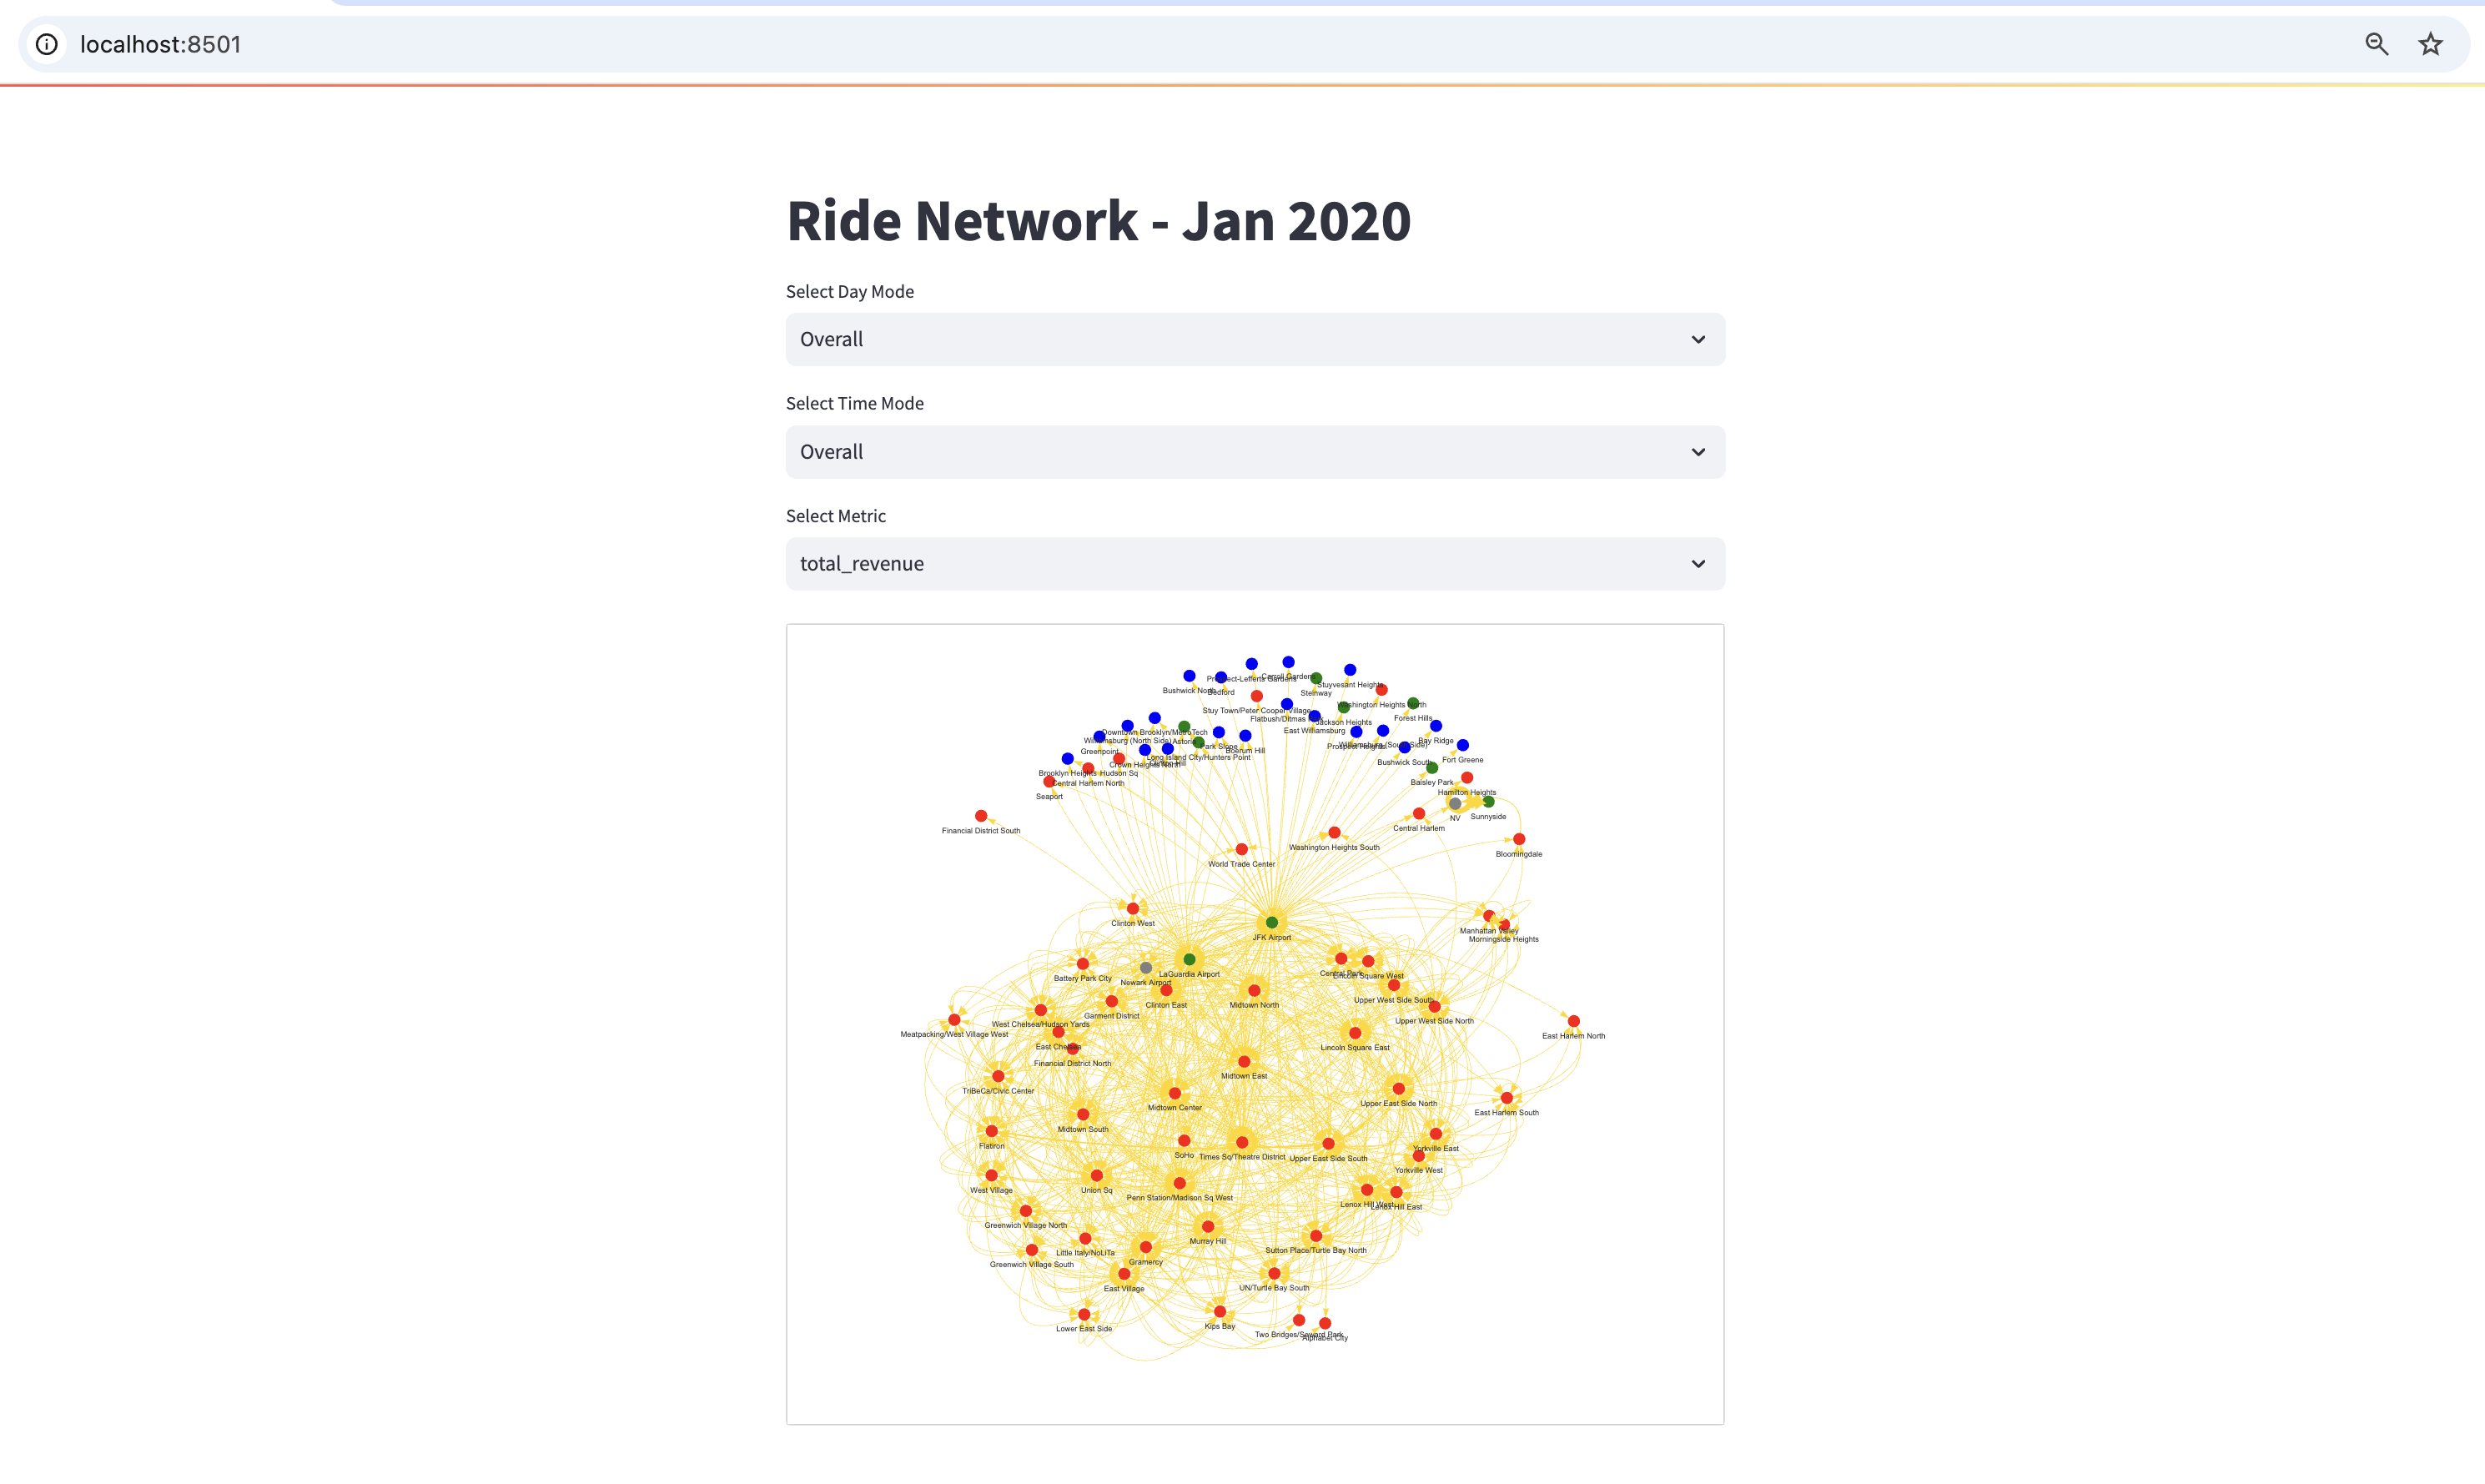 localhost:8501
Ride Network - Jan 2020
Select Day Mode
Overall
Select Time Mode
Overall
Select Metric
total_revenue
Bushwick North
Bedford
Prospect-Lefferts Gardens
Carroll Gardens
Steinway
Stuyvesant Heights
Stuy Town/Peter Cooper Village
Flatbush/Ditmas
Jackson Heights
Washington Heights North
Forest Hills
East Williamsburg
Downtown Brooklyn/MetroTech
Williamsburg (North Side)
Astoria
Park Slope
Boerum Hill
Prospect Heights
Williamsburg (South Side)
Bay Ridge
Greenpoint
Long Island City/Hunters Point
Crown Heights North
Hill
Bushwick South
Fort Greene
Brooklyn Heights
Hudson Sq
Central Harlem North
Baisley Park
Hamilton Heights
Seaport
NV
Sunnyside
Financial District South
Central Harlem
Washington Heights South
Bloomingdale
World Trade Center
Clinton West
JFK Airport
Manhattan Valley
Morningside Heights
Battery Park City
Newark Airport
LaGuardia Airport
Central Park
Lincoln Square West
Upper West Side South
Clinton East
Midtown North
Garment District
West Chelsea/Hudson Yards
Upper West Side North
Meatpacking/West Village West
East Chelsea
Lincoln Square East
East Harlem North
Financial District North
Midtown East
TriBeCa/Civic Center
Midtown Center
Upper East Side North
East Harlem South
Midtown South
Flatiron
SoHo
Times Sq/Theatre District
Upper East Side South
Yorkville East
Yorkville West
West Village
Union Sq
Penn Station/Madison Sq West
Lenox Hill West
Lenox Hill East
Greenwich Village North
Murray Hill
Little Italy/NoLiTa
Sutton Place/Turtle Bay North
Greenwich Village South
Gramercy
East Village
UN/Turtle Bay South
Lower East Side
Kips Bay
Two Bridges/Seward Park
Alphabet City